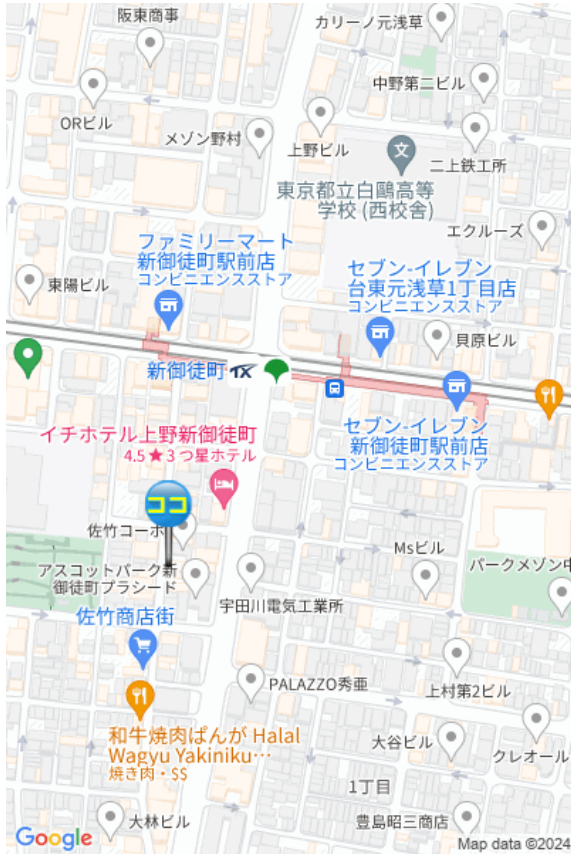 阪東商事
カリーノ元浅草
中野第二ビル
ORビル
メゾン野村
上野ビル
文
二上鉄工所
東京都立白鷗高等
学校 (西校舎)
エクルーズ
ファミリーマート
新御徒町駅前店
コンビニエンスストア
東陽ビル
セブン-イレブン
台東元浅草1丁目店
コンビニエンスストア
貝原ビル
新御徒町
TX
セブン-イレブン
新御徒町駅前店
コンビニエンスストア
イチホテル上野新御徒町
4.5★3 つ星ホテル
ココ
佐竹コーポ
Msビル
パークメゾン中
アスコットパーク新
御徒町プラシード
宇田川電気工業所
佐竹商店街
PALAZZO秀亜
上村第2ビル
和牛焼肉ぱんが Halal
Wagyu Yakiniku…
焼き肉・$$
大谷ビル
クレオール
1丁目
大林ビル
豊島昭三商店
Google
Map data ©2024